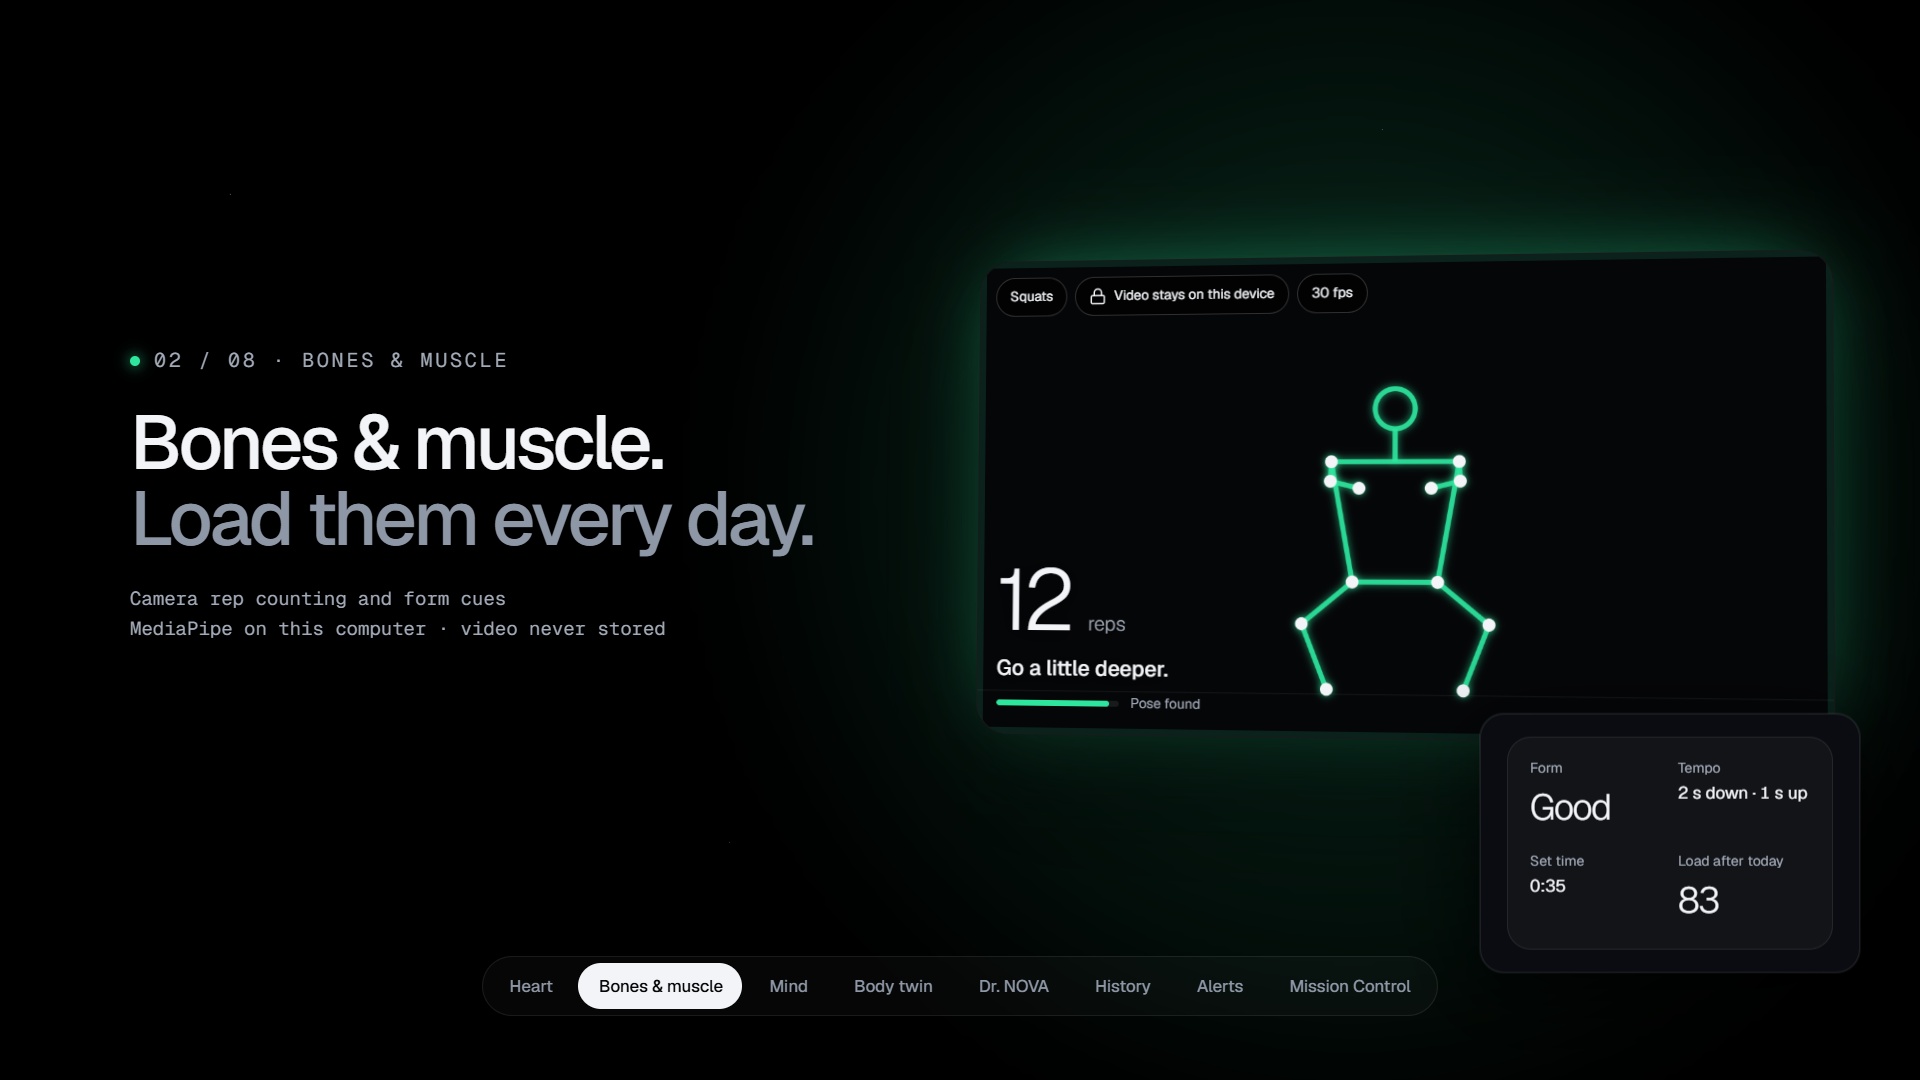 02 / 08 · BONES & MUSCLE
Bones & muscle.
Load them every day.
Camera rep counting and form cues
MediaPipe on this computer · video never stored
Squats
Video stays on this device
30 fps
12 reps
Go a little deeper.
Pose found
Form
Good
Tempo
2 s down · 1 s up
Set time
0:35
Load after today
83
Heart
Bones & muscle
Mind
Body twin
Dr. NOVA
History
Alerts
Mission Control